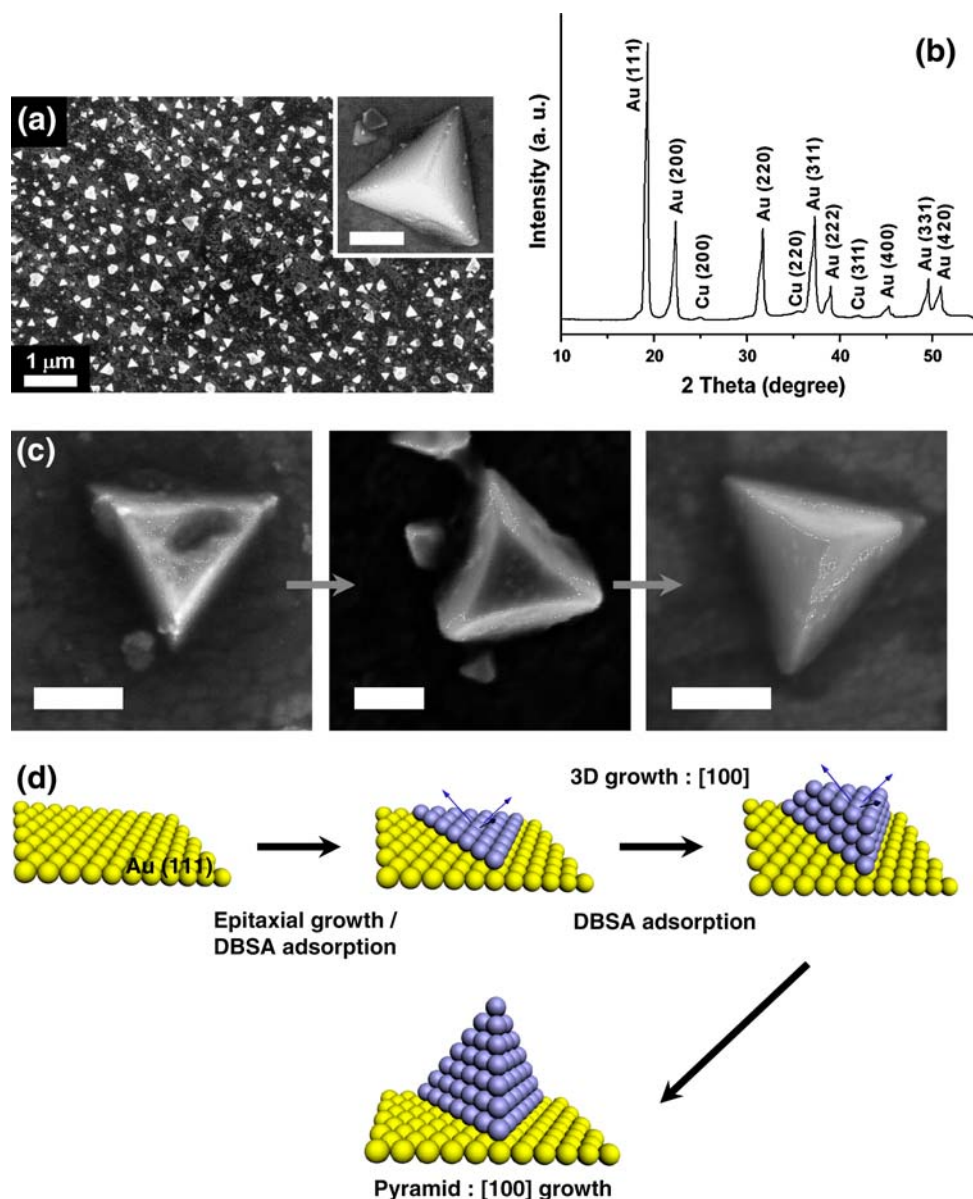 (a)
1 μm
(b)
Intensity (a. u.)
Au (111)
Au (200)
Cu (200)
Au (220)
Cu (220)
Au (311)
Au (222)
Cu (311)
Au (400)
Au (331)
Au (420)
10 20 30 40 50
2 Theta (degree)
(c)
(d)
3D growth : [100]
Au (111)
Epitaxial growth /
DBSA adsorption
DBSA adsorption
Pyramid : [100] growth